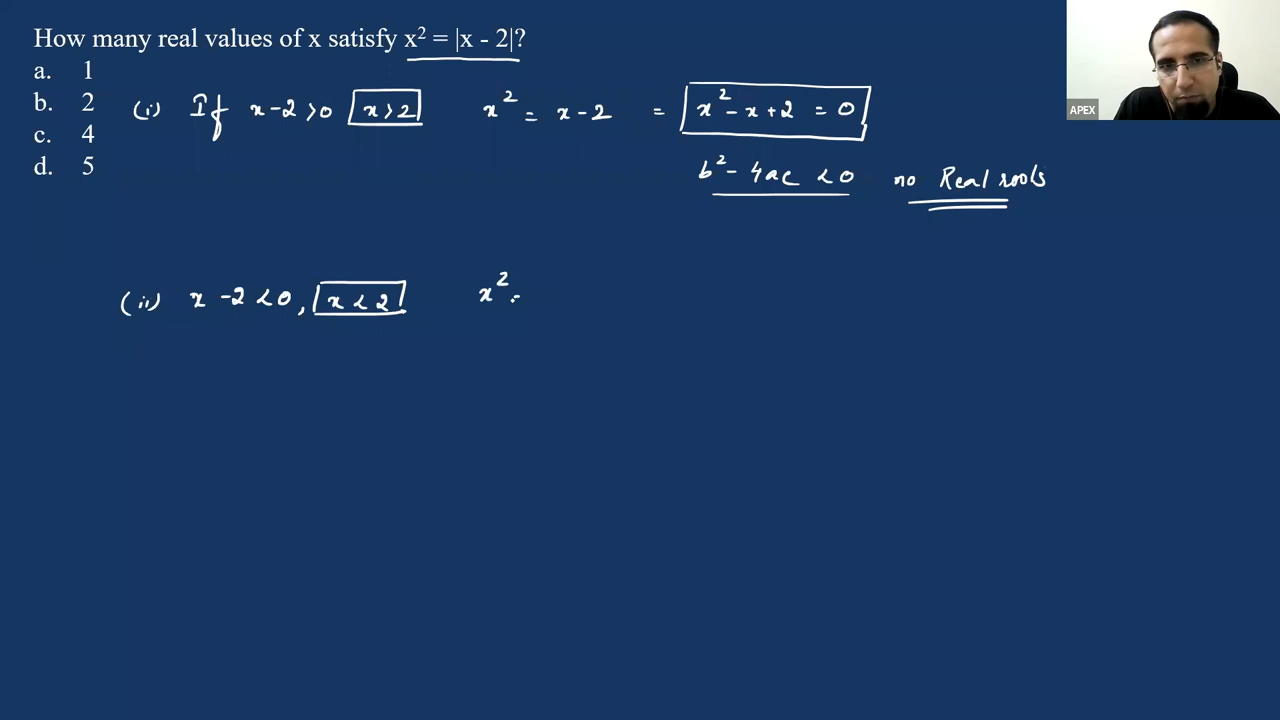 How many real values of x satisfy x² = |x - 2|?
a. 1
b. 2
c. 4
d. 5
(i) If x-2>0 x>2 x² = x-2 = x²-x+2 = 0
b²-4ac <0 no Real roots
(ii) x-2<0, x<2 x² =
APEX